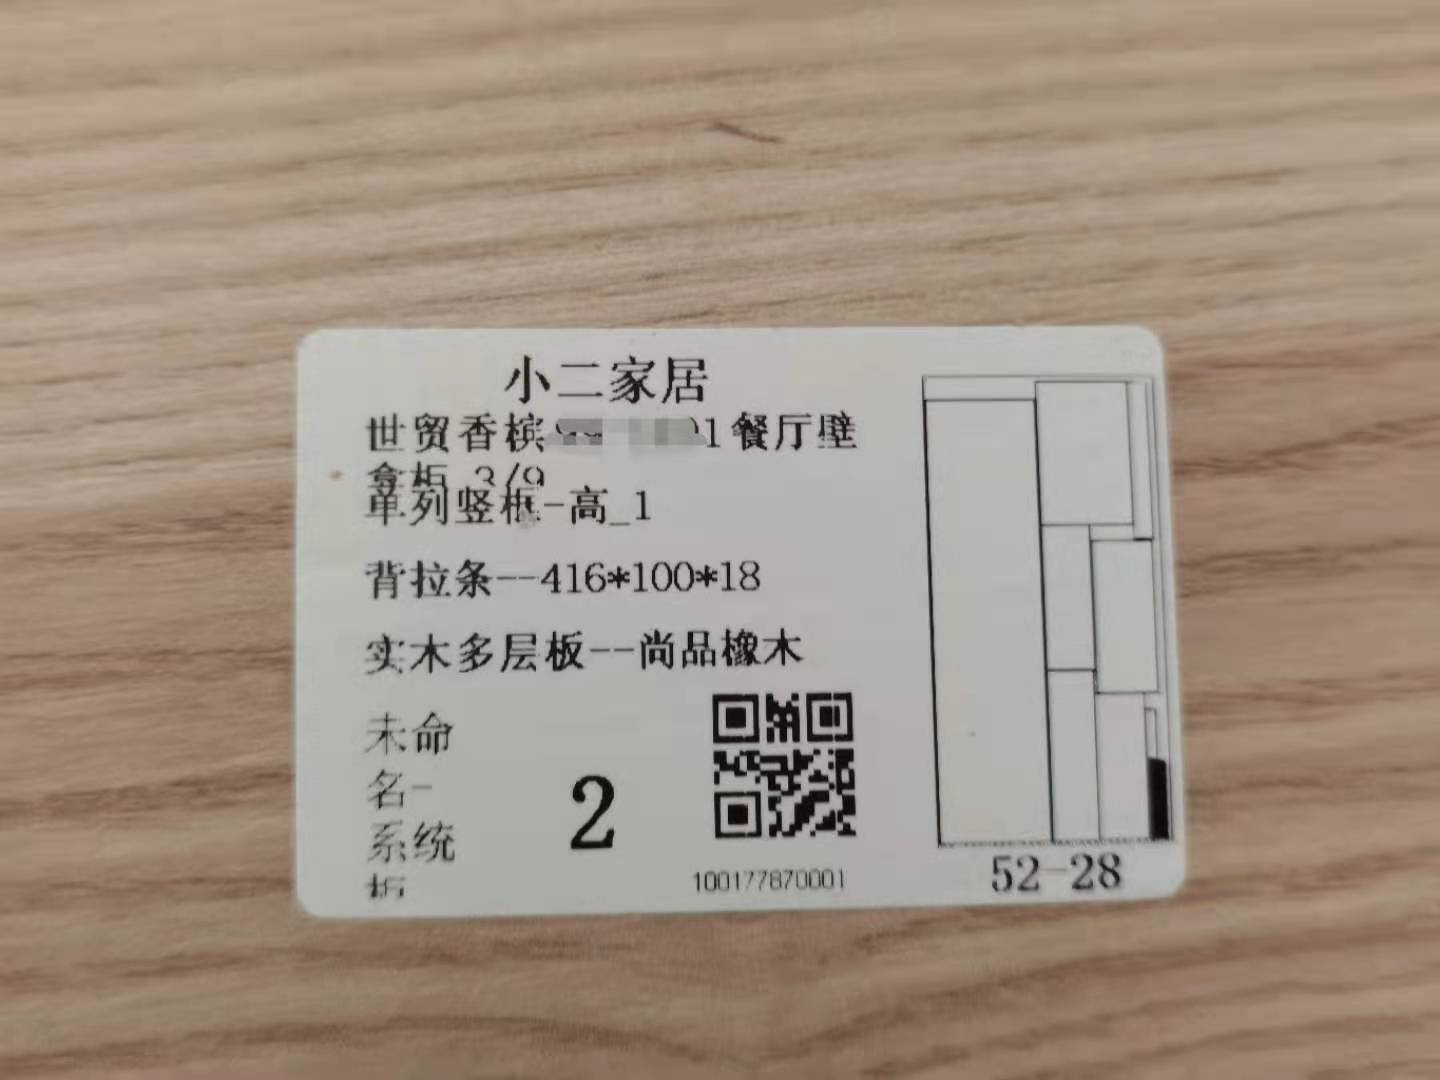 小二家居
世贸香槟 1餐厅壁
单列竖框-高_1
背拉条--416*100*18
实木多层板--尚品橡木
未命
名-
系统
2
100177870001
52-28